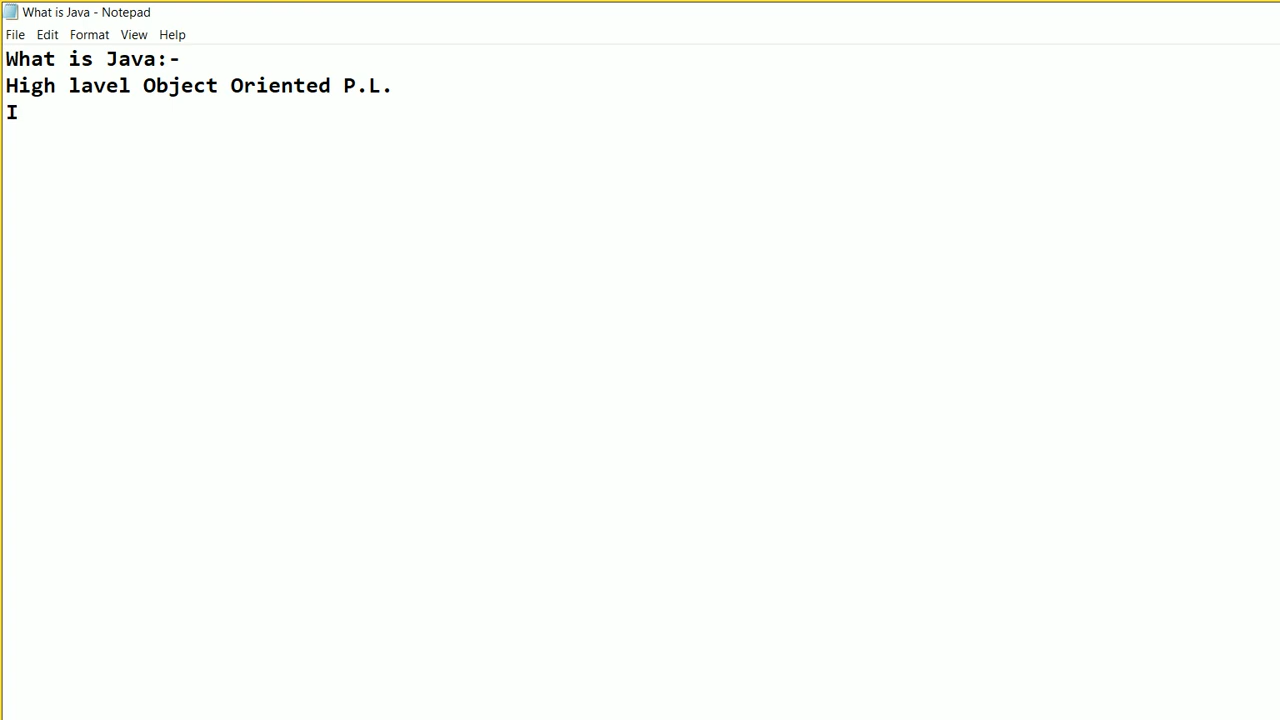 What is Java - Notepad
File Edit Format View Help
What is Java:-
High lavel Object Oriented P.L.
I